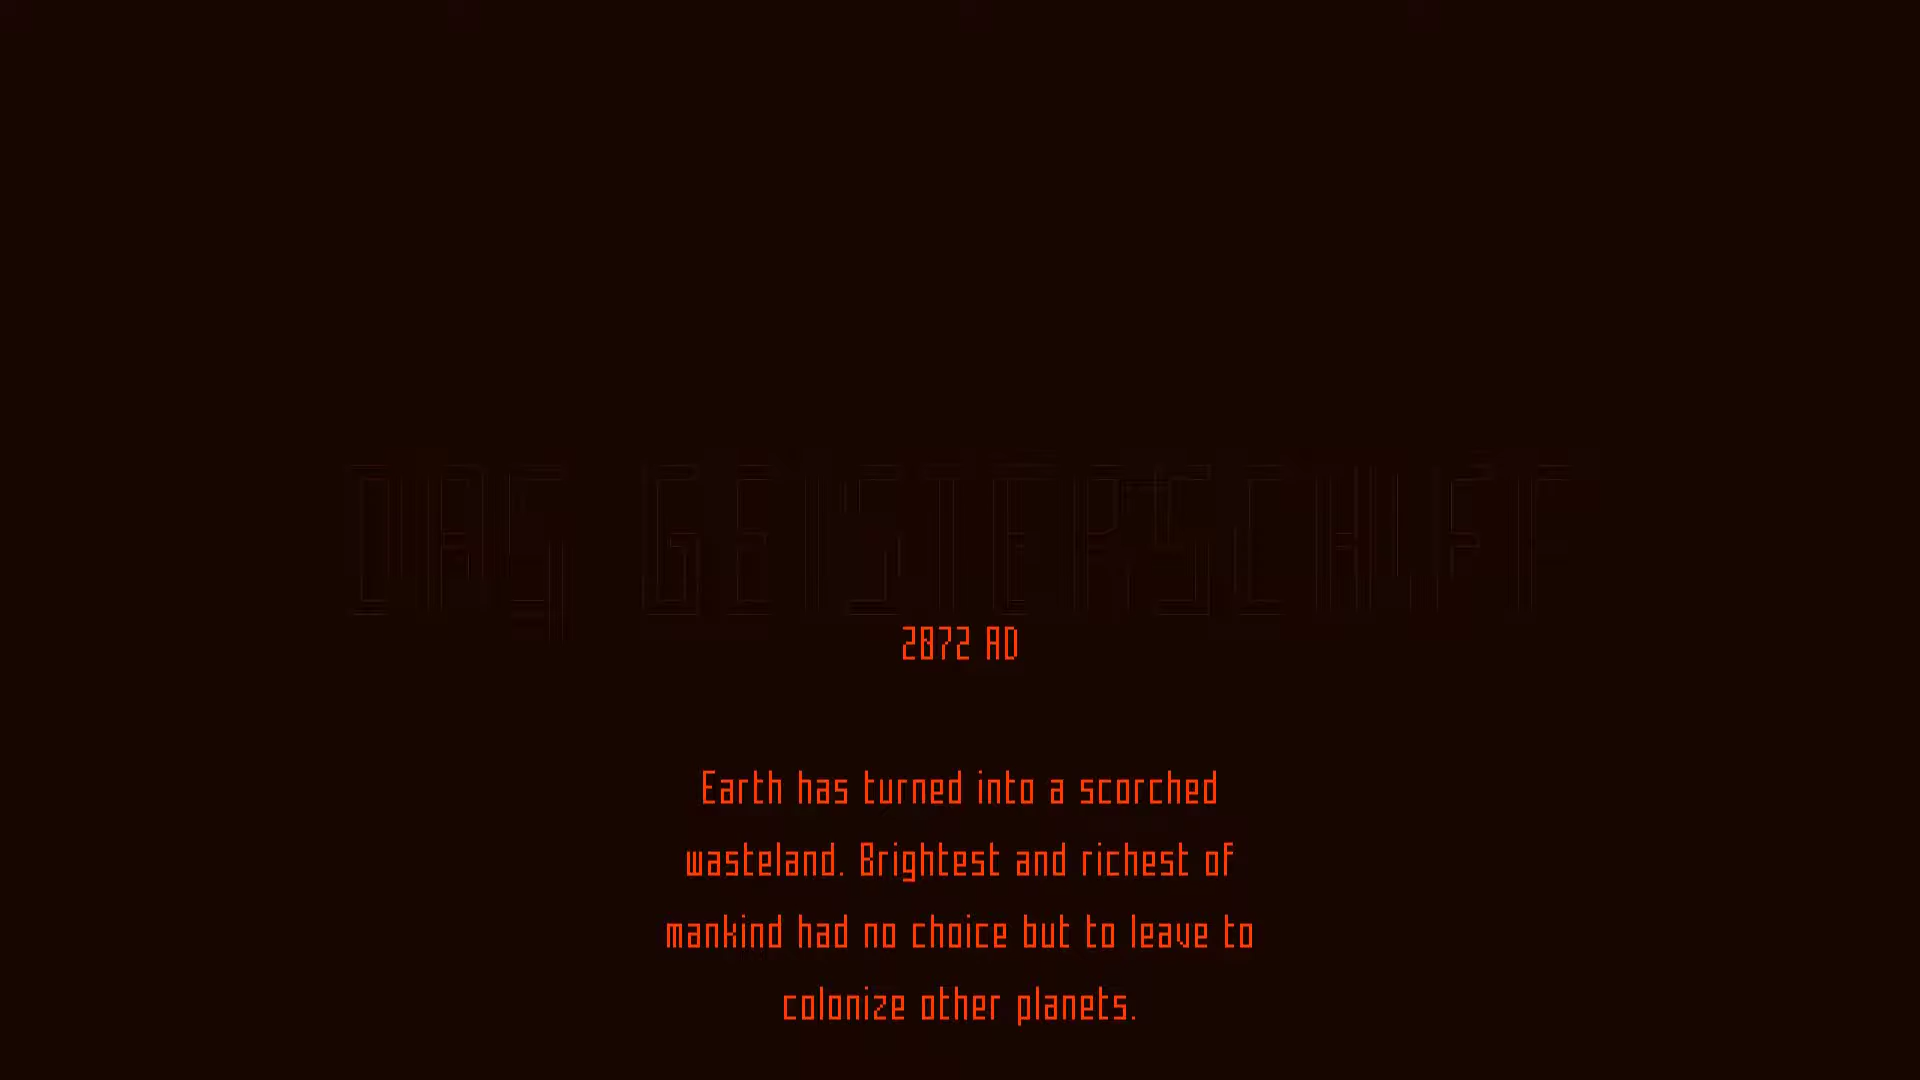 DAS GEISTERSCHIFF
2872 AD
Earth has turned into a scorched
wasteland. Brightest and richest of
mankind had no choice but to leave to
colonize other planets.